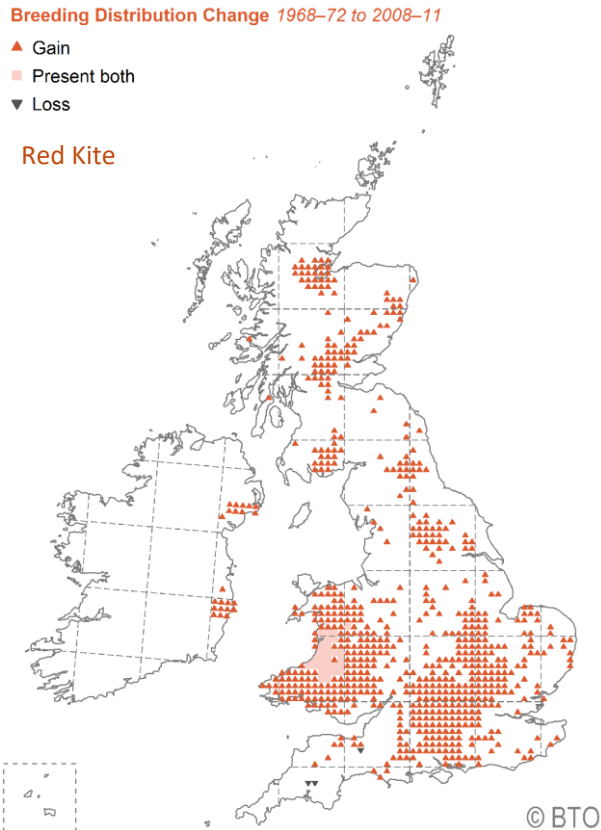 Breeding Distribution Change 1968–72 to 2008–11
Gain
Present both
Loss
Red Kite
© BTO